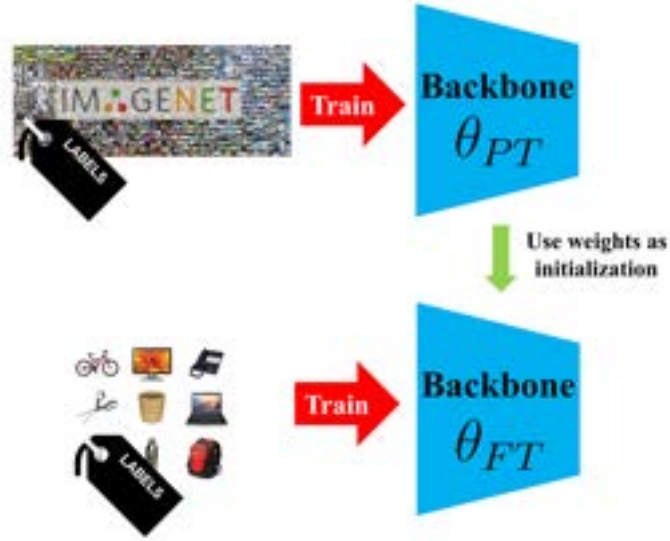 IMAGENET
LABELS
Train
Backbone
θ_PT
Use weights as
initialization
LABELS
Train
Backbone
θ_FT